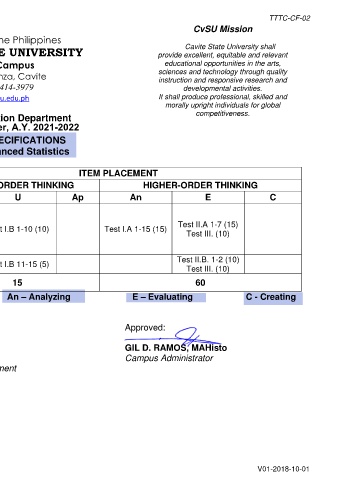 TTTC-CF-02
ne Philippines
E UNIVERSITY
Campus
nza, Cavite
414-3979
u.edu.ph
CvSU Mission
Cavite State University shall
provide excellent, equitable and relevant
educational opportunities in the arts,
sciences and technology through quality
instruction and responsive research and
developmental activities.
It shall produce professional, skilled and
morally upright individuals for global
competitiveness.
ion Department
er, A.Y. 2021-2022
ECIFICATIONS
anced Statistics
ITEM PLACEMENT
ORDER THINKING HIGHER-ORDER THINKING
U Ap An E C
t I.B 1-10 (10) Test I.A 1-15 (15) Test II.A 1-7 (15)
Test III. (10)
t I.B 11-15 (5) Test II.B. 1-2 (10)
Test III. (10)
15 60
An – Analyzing E – Evaluating C - Creating
Approved:
GIL D. RAMOS, MAHisto
Campus Administrator
ment
V01-2018-10-01